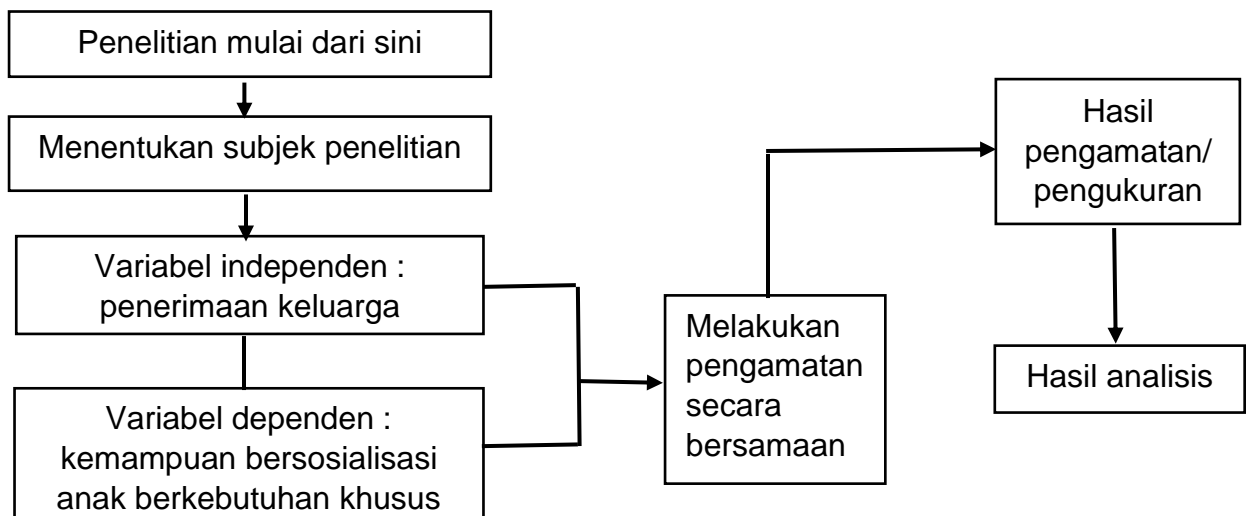 Penelitian mulai dari sini
Menentukan subjek penelitian
Variabel independen :
penerimaan keluarga
Variabel dependen :
kemampuan bersosialisasi
anak berkebutuhan khusus
Melakukan
pengamatan
secara
bersamaan
Hasil
pengamatan/
pengukuran
Hasil analisis